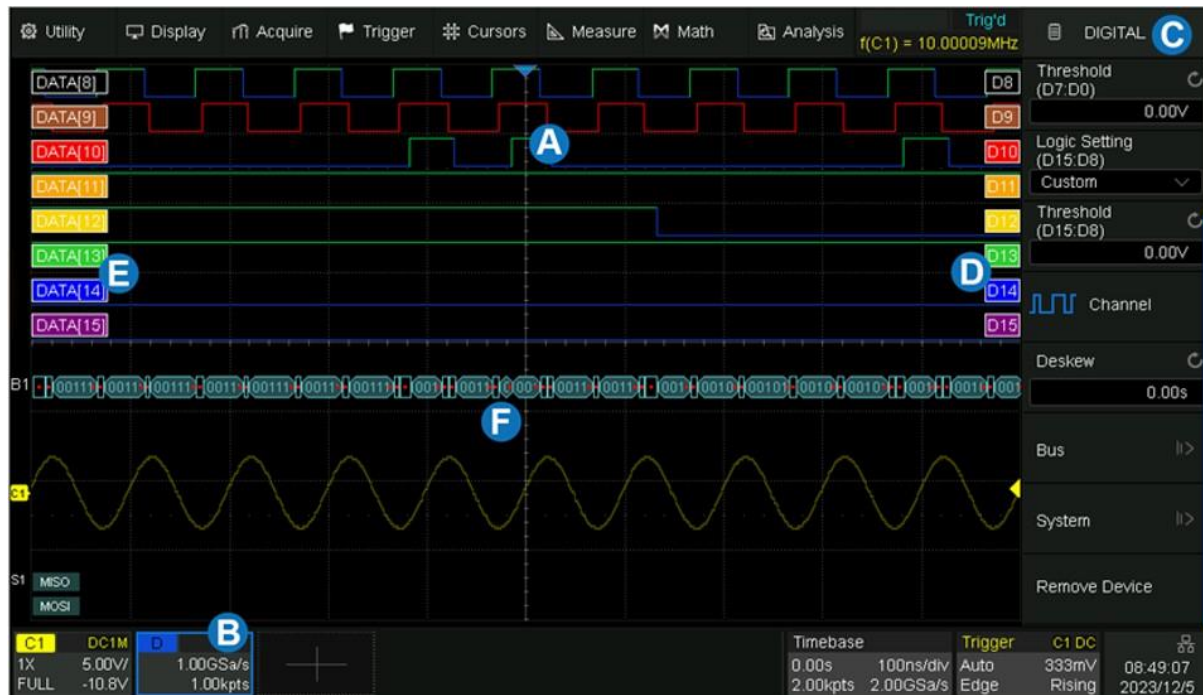 Utility Display Acquire Trigger Cursors Measure Math Analysis
Trig'd
f(C1) = 10.00009MHz
DIGITAL C
DATA[8] D8
DATA[9] D9
DATA[10] A D10
DATA[11] D11
DATA[12] D12
DATA[13] D13
E D
DATA[14] D14
DATA[15] D15
Threshold
(D7:D0)
0.00V
Logic Setting
(D15:D8)
Custom
Threshold
(D15:D8)
0.00V
Channel
Deskew
0.00s
Bus
System
Remove Device
B1
F
C1
S1 MISO
MOSI
C1 DC1M
1X 5.00V/
FULL -10.8V
D B
1.00GSa/s
1.00kpts
Timebase
0.00s 100ns/div
2.00kpts 2.00GSa/s
Trigger C1 DC
Auto 333mV
Edge Rising
08:49:07
2023/12/5